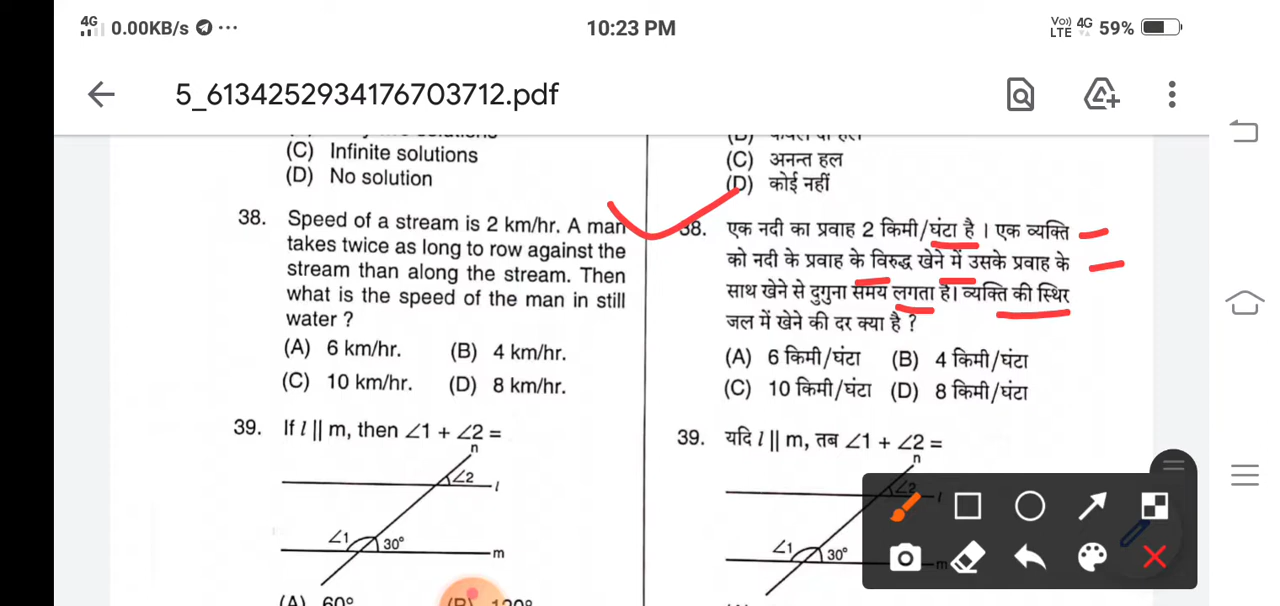 4G 0.00KB/s ...
10:23 PM
Vo)) 4G LTE 59%
5_6134252934176703712.pdf
(C) Infinite solutions
(D) No solution
38. Speed of a stream is 2 km/hr. A man
takes twice as long to row against the
stream than along the stream. Then
what is the speed of the man in still
water ?
(A) 6 km/hr. (B) 4 km/hr.
(C) 10 km/hr. (D) 8 km/hr.
39. If l || m, then ∠1 + ∠2 =
n
∠2
l
∠1 30°
m
(A) 60°
(C) अनन्त हल
(D) कोई नहीं
38. एक नदी का प्रवाह 2 किमी/घंटा है । एक व्यक्ति
को नदी के प्रवाह के विरुद्ध खेने में उसके प्रवाह के
साथ खेने से दुगुना समय लगता है। व्यक्ति की स्थिर
जल में खेने की दर क्या है ?
(A) 6 किमी/घंटा (B) 4 किमी/घंटा
(C) 10 किमी/घंटा (D) 8 किमी/घंटा
39. यदि l || m, तब ∠1 + ∠2 =
n
∠2
l
∠1 30°
m